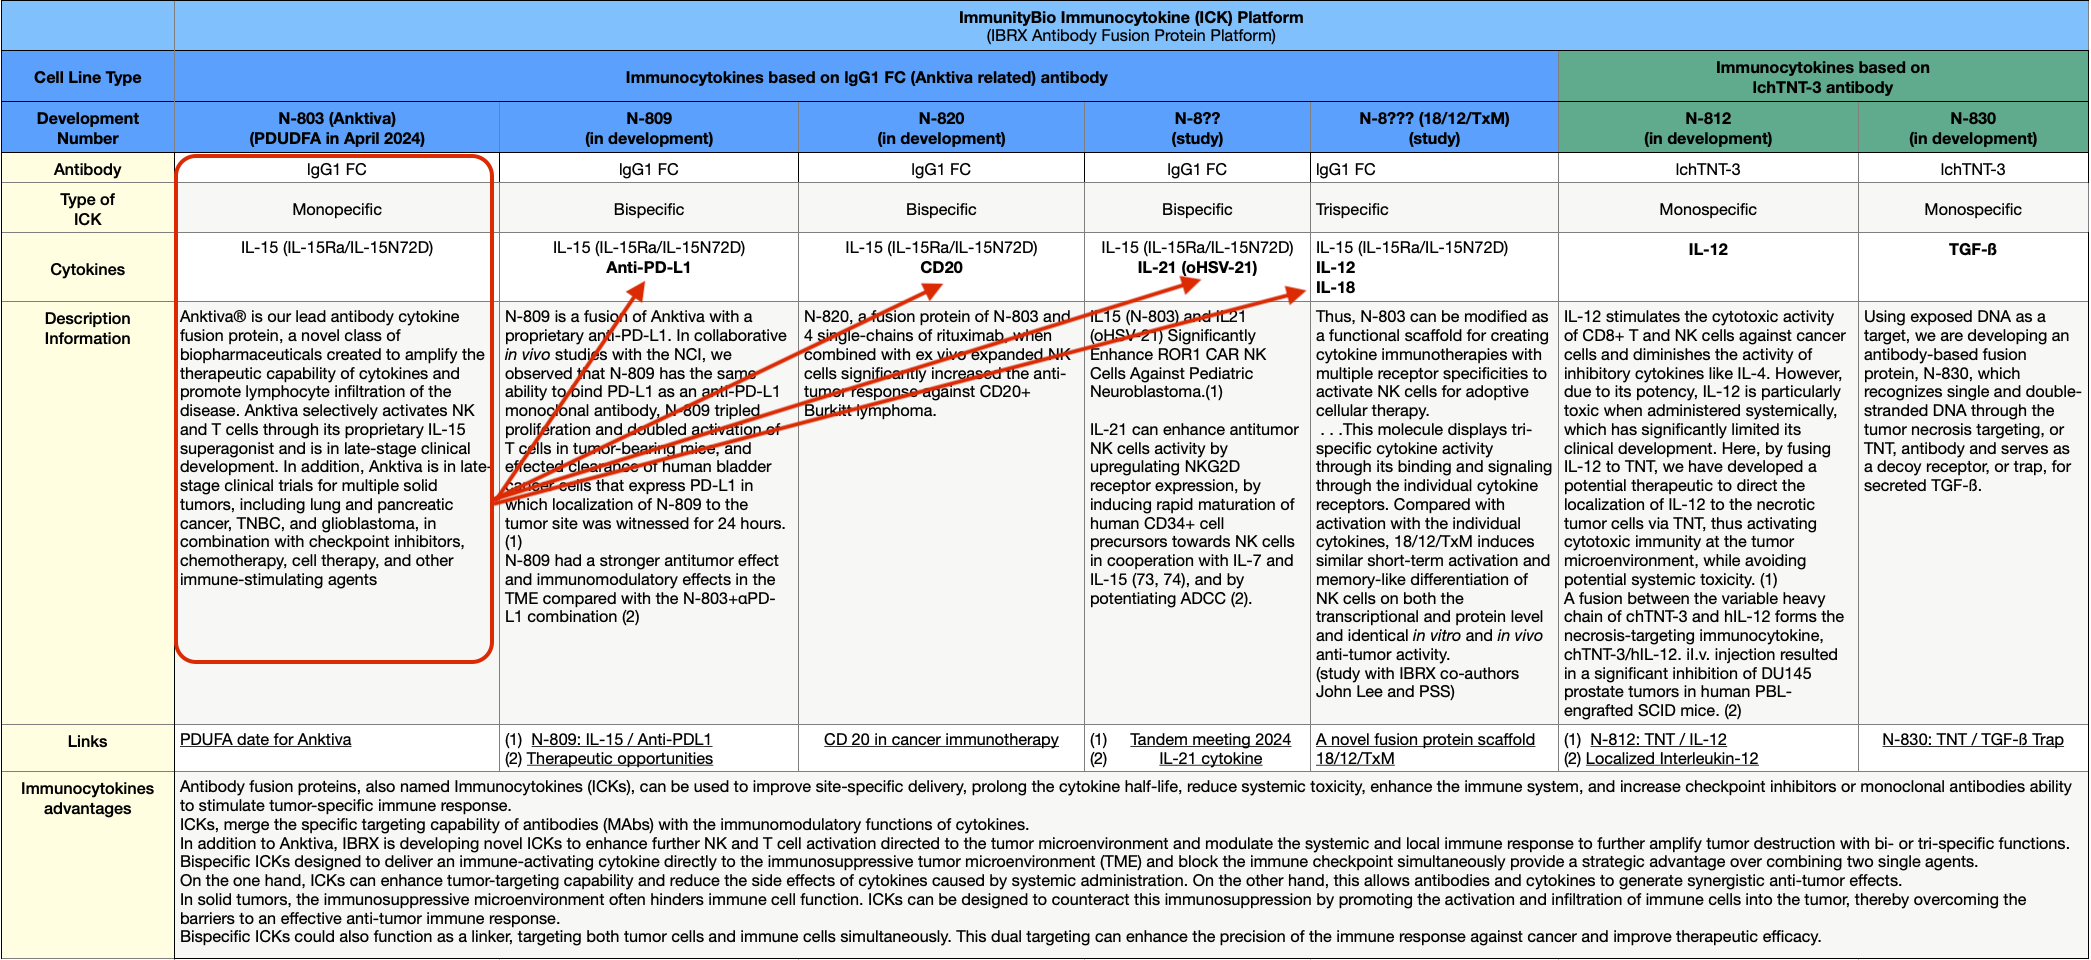 ImmunityBio Immunocytokine (ICK) Platform
(IBRX Antibody Fusion Protein Platform)
Cell Line Type
Immunocytokines based on IgG1 FC (Anktiva related) antibody
Immunocytokines based on
lchTNT-3 antibody
Development
Number
N-803 (Anktiva)
(PDUDFA in April 2024)
N-809
(in development)
N-820
(in development)
N-8??
(study)
N-8??? (18/12/TxM)
(study)
N-812
(in development)
N-830
(in development)
Antibody
IgG1 FC
IgG1 FC
IgG1 FC
IgG1 FC
IgG1 FC
lchTNT-3
lchTNT-3
Type of
ICK
Monopecific
Bispecific
Bispecific
Bispecific
Trispecific
Monospecific
Monospecific
Cytokines
IL-15 (IL-15Ra/IL-15N72D)
IL-15 (IL-15Ra/IL-15N72D)
Anti-PD-L1
IL-15 (IL-15Ra/IL-15N72D)
CD20
IL-15 (IL-15Ra/IL-15N72D)
IL-21 (oHSV-21)
IL-15 (IL-15Ra/IL-15N72D)
IL-12
IL-18
IL-12
TGF-ß
Description
Information
Anktiva® is our lead antibody cytokine
fusion protein, a novel class of
biopharmaceuticals created to amplify the
therapeutic capability of cytokines and
promote lymphocyte infiltration of the
disease. Anktiva selectively activates NK
and T cells through its proprietary IL-15
superagonist and is in late-stage clinical
development. In addition, Anktiva is in late-
stage clinical trials for multiple solid
tumors, including lung and pancreatic
cancer, TNBC, and glioblastoma, in
combination with checkpoint inhibitors,
chemotherapy, cell therapy, and other
immune-stimulating agents
N-809 is a fusion of Anktiva with a
proprietary anti-PD-L1. In collaborative
in vivo studies with the NCI, we
observed that N-809 has the same
ability to bind PD-L1 as an anti-PD-L1
monoclonal antibody, N-809 tripled
proliferation and doubled activation of
T cells in tumor-bearing mice, and
effected clearance of human bladder
cancer cells that express PD-L1 in
which localization of N-809 to the
tumor site was witnessed for 24 hours.
(1)
N-809 had a stronger antitumor effect
and immunomodulatory effects in the
TME compared with the N-803+αPD-
L1 combination (2)
N-820, a fusion protein of N-803 and
4 single-chains of rituximab, when
combined with ex vivo expanded NK
cells significantly increased the anti-
tumor response against CD20+
Burkitt lymphoma.
IL15 (N-803) and IL21
(oHSV-21) Significantly
Enhance ROR1 CAR NK
Cells Against Pediatric
Neuroblastoma.(1)
IL-21 can enhance antitumor
NK cells activity by
upregulating NKG2D
receptor expression, by
inducing rapid maturation of
human CD34+ cell
precursors towards NK cells
in cooperation with IL-7 and
IL-15 (73, 74), and by
potentiating ADCC (2).
Thus, N-803 can be modified as
a functional scaffold for creating
cytokine immunotherapies with
multiple receptor specificities to
activate NK cells for adoptive
cellular therapy.
. . .This molecule displays tri-
specific cytokine activity
through its binding and signaling
through the individual cytokine
receptors. Compared with
activation with the individual
cytokines, 18/12/TxM induces
similar short-term activation and
memory-like differentiation of
NK cells on both the
transcriptional and protein level
and identical in vitro and in vivo
anti-tumor activity.
(study with IBRX co-authors
John Lee and PSS)
IL-12 stimulates the cytotoxic activity
of CD8+ T and NK cells against cancer
cells and diminishes the activity of
inhibitory cytokines like IL-4. However,
due to its potency, IL-12 is particularly
toxic when administered systemically,
which has significantly limited its
clinical development. Here, by fusing
IL-12 to TNT, we have developed a
potential therapeutic to direct the
localization of IL-12 to the necrotic
tumor cells via TNT, thus activating
cytotoxic immunity at the tumor
microenvironment, while avoiding
potential systemic toxicity. (1)
A fusion between the variable heavy
chain of chTNT-3 and hIL-12 forms the
necrosis-targeting immunocytokine,
chTNT-3/hIL-12. iI.v. injection resulted
in a significant inhibition of DU145
prostate tumors in human PBL-
engrafted SCID mice. (2)
Using exposed DNA as a
target, we are developing an
antibody-based fusion
protein, N-830, which
recognizes single and double-
stranded DNA through the
tumor necrosis targeting, or
TNT, antibody and serves as
a decoy receptor, or trap, for
secreted TGF-ß.
Links
PDUFA date for Anktiva
(1) N-809: IL-15 / Anti-PDL1
(2) Therapeutic opportunities
CD 20 in cancer immunotherapy
(1) Tandem meeting 2024
(2) IL-21 cytokine
A novel fusion protein scaffold
18/12/TxM
(1) N-812: TNT / IL-12
(2) Localized Interleukin-12
N-830: TNT / TGF-ß Trap
Immunocytokines
advantages
Antibody fusion proteins, also named Immunocytokines (ICKs), can be used to improve site-specific delivery, prolong the cytokine half-life, reduce systemic toxicity, enhance the immune system, and increase checkpoint inhibitors or monoclonal antibodies ability
to stimulate tumor-specific immune response.
ICKs, merge the specific targeting capability of antibodies (MAbs) with the immunomodulatory functions of cytokines.
In addition to Anktiva, IBRX is developing novel ICKs to enhance further NK and T cell activation directed to the tumor microenvironment and modulate the systemic and local immune response to further amplify tumor destruction with bi- or tri-specific functions.
Bispecific ICKs designed to deliver an immune-activating cytokine directly to the immunosuppressive tumor microenvironment (TME) and block the immune checkpoint simultaneously provide a strategic advantage over combining two single agents.
On the one hand, ICKs can enhance tumor-targeting capability and reduce the side effects of cytokines caused by systemic administration. On the other hand, this allows antibodies and cytokines to generate synergistic anti-tumor effects.
In solid tumors, the immunosuppressive microenvironment often hinders immune cell function. ICKs can be designed to counteract this immunosuppression by promoting the activation and infiltration of immune cells into the tumor, thereby overcoming the
barriers to an effective anti-tumor immune response.
Bispecific ICKs could also function as a linker, targeting both tumor cells and immune cells simultaneously. This dual targeting can enhance the precision of the immune response against cancer and improve therapeutic efficacy.